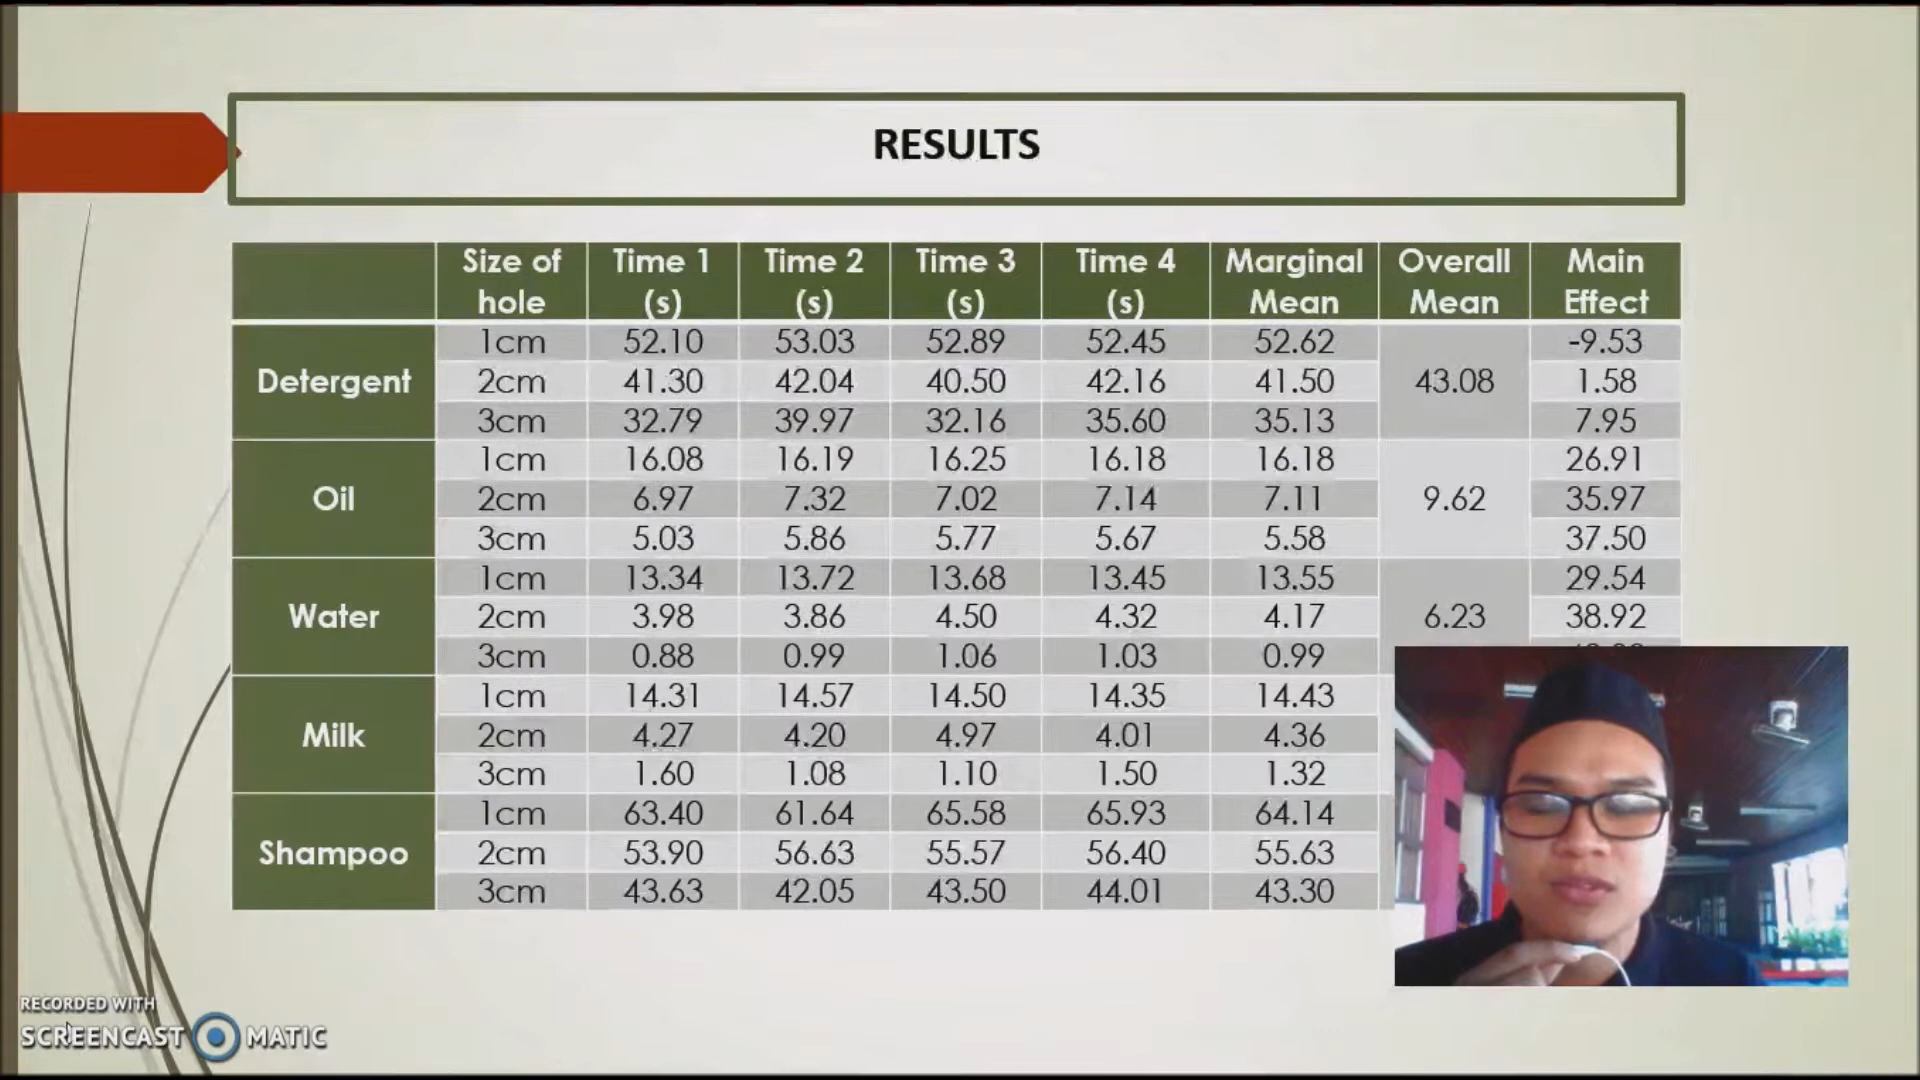 RESULTS
Size of hole Time 1 (s) Time 2 (s) Time 3 (s) Time 4 (s) Marginal Mean Overall Mean Main Effect
Detergent 1cm 52.10 53.03 52.89 52.45 52.62 43.08 -9.53
2cm 41.30 42.04 40.50 42.16 41.50 1.58
3cm 32.79 39.97 32.16 35.60 35.13 7.95
Oil 1cm 16.08 16.19 16.25 16.18 16.18 9.62 26.91
2cm 6.97 7.32 7.02 7.14 7.11 35.97
3cm 5.03 5.86 5.77 5.67 5.58 37.50
Water 1cm 13.34 13.72 13.68 13.45 13.55 6.23 29.54
2cm 3.98 3.86 4.50 4.32 4.17 38.92
3cm 0.88 0.99 1.06 1.03 0.99
Milk 1cm 14.31 14.57 14.50 14.35 14.43
2cm 4.27 4.20 4.97 4.01 4.36
3cm 1.60 1.08 1.10 1.50 1.32
Shampoo 1cm 63.40 61.64 65.58 65.93 64.14
2cm 53.90 56.63 55.57 56.40 55.63
3cm 43.63 42.05 43.50 44.01 43.30
RECORDED WITH
SCREENCAST MATIC